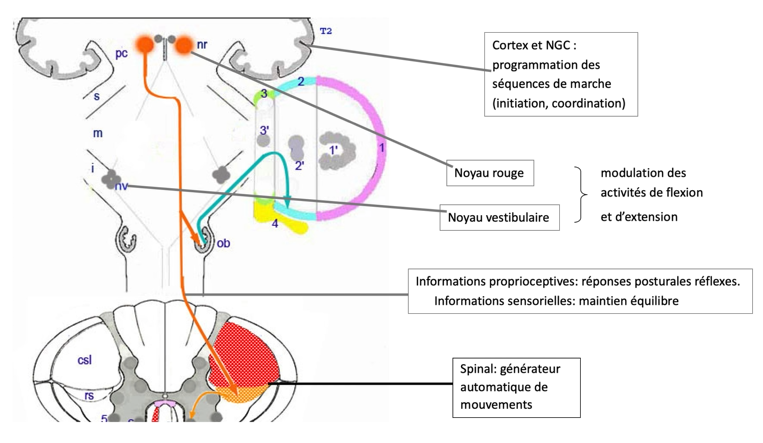 T2
pc
nr
Cortex et NGC :
programmation des
séquences de marche
(initiation, coordination)
s
3
2
m
3'
2'
1'
1
i
nv
Noyau rouge
modulation des
activités de flexion
et d'extension
Noyau vestibulaire
4
ob
Informations proprioceptives: réponses posturales réflexes.
Informations sensorielles: maintien équilibre
csl
rs
Spinal: générateur
automatique de
mouvements
5